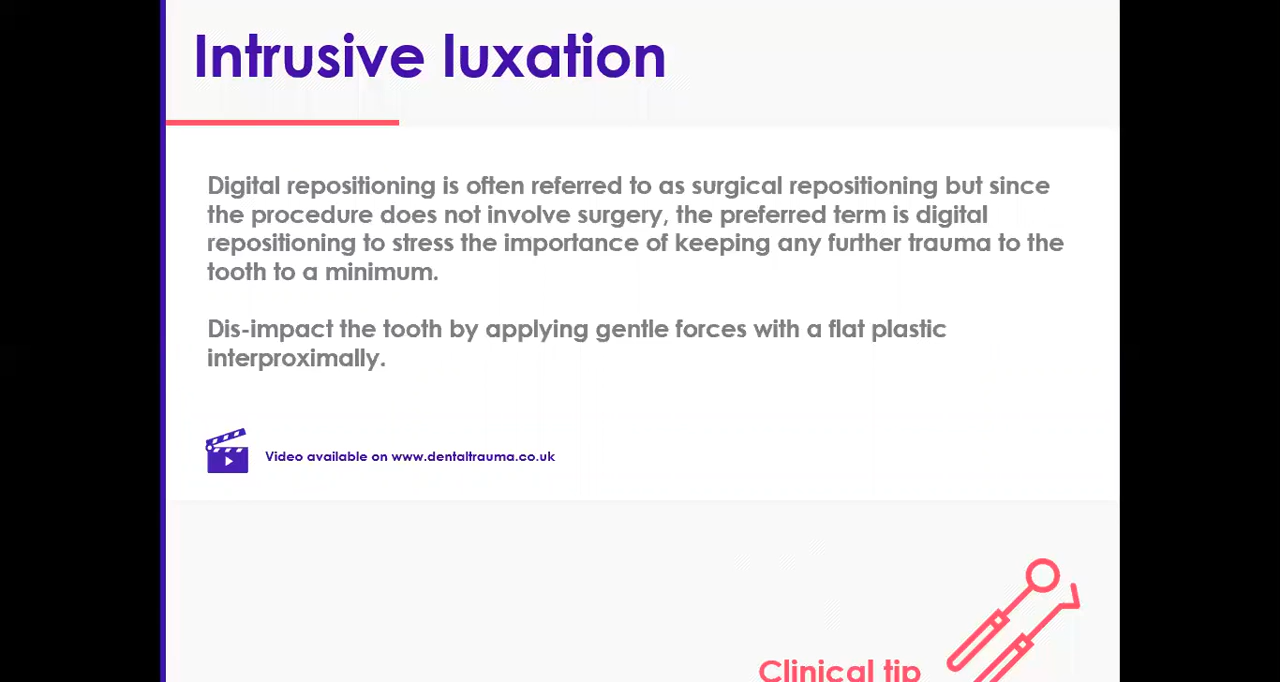 Intrusive luxation
Digital repositioning is often referred to as surgical repositioning but since
the procedure does not involve surgery, the preferred term is digital
repositioning to stress the importance of keeping any further trauma to the
tooth to a minimum.
Dis-impact the tooth by applying gentle forces with a flat plastic
interproximally.
Video available on www.dentaltrauma.co.uk
Clinical tip